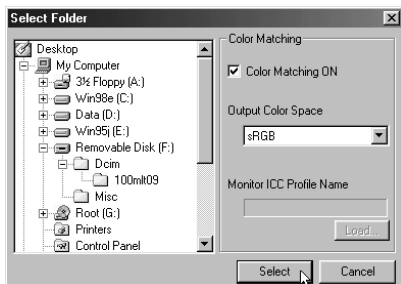 Select Folder
Desktop
My Computer
3½ Floppy (A:)
Win98e (C:)
Data (D:)
Win95j (E:)
Removable Disk (F:)
Dcim
100mlt09
Misc
Root (G:)
Printers
Control Panel
Color Matching
Color Matching ON
Output Color Space
sRGB
Monitor ICC Profile Name
Load...
Select
Cancel